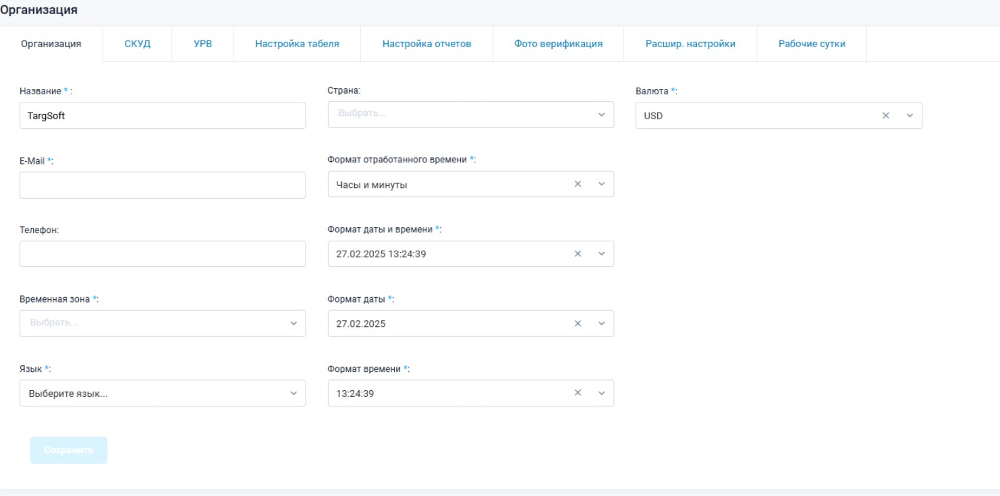 Организация
Организация СКУД УРВ Настройка табеля Настройка отчетов Фото верификация Расшир. настройки Рабочие сутки
Название * : Страна: Валюта *:
TargSoft Выбрать... USD
E-Mail *: Формат отработанного времени *:
Часы и минуты
Телефон: Формат даты и времени *:
27.02.2025 13:24:39
Временная зона *: Формат даты *:
Выбрать... 27.02.2025
Язык *: Формат времени *:
Выберите язык... 13:24:39
Сохранить